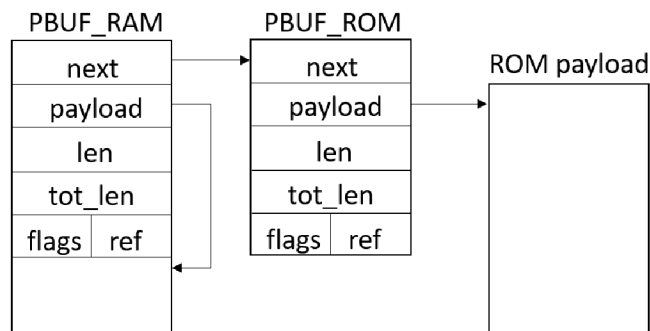 PBUF_RAM
next
payload
len
tot_len
flags ref
PBUF_ROM
next
payload
len
tot_len
flags ref
ROM payload